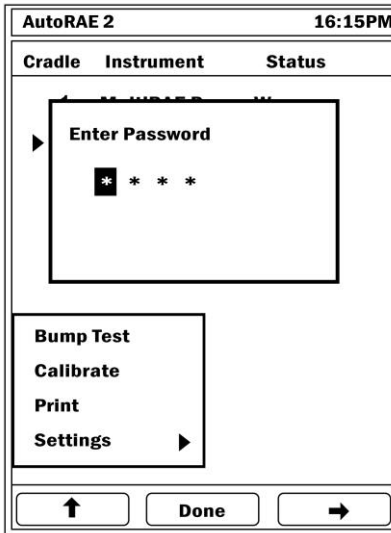 AutoRAE 2 16:15PM
Cradle Instrument Status
Enter Password
* * * *
Bump Test
Calibrate
Print
Settings
Done